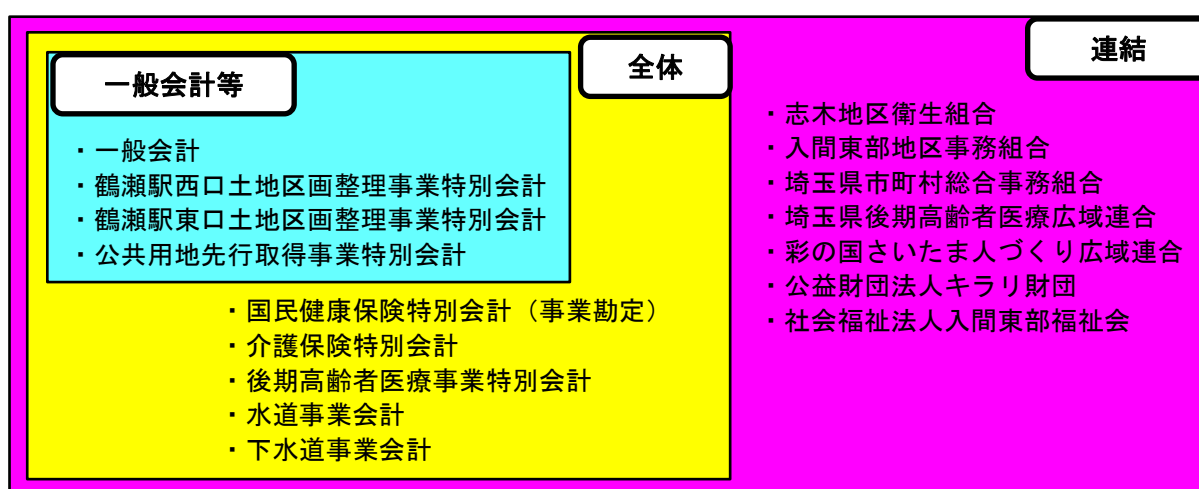 一般会計等
・一般会計
・鶴瀬駅西口土地区画整理事業特別会計
・鶴瀬駅東口土地区画整理事業特別会計
・公共用地先行取得事業特別会計
全体
・国民健康保険特別会計（事業勘定）
・介護保険特別会計
・後期高齢者医療事業特別会計
・水道事業会計
・下水道事業会計
連結
・志木地区衛生組合
・入間東部地区事務組合
・埼玉県市町村総合事務組合
・埼玉県後期高齢者医療広域連合
・彩の国さいたま人づくり広域連合
・公益財団法人キラリ財団
・社会福祉法人入間東部福祉会